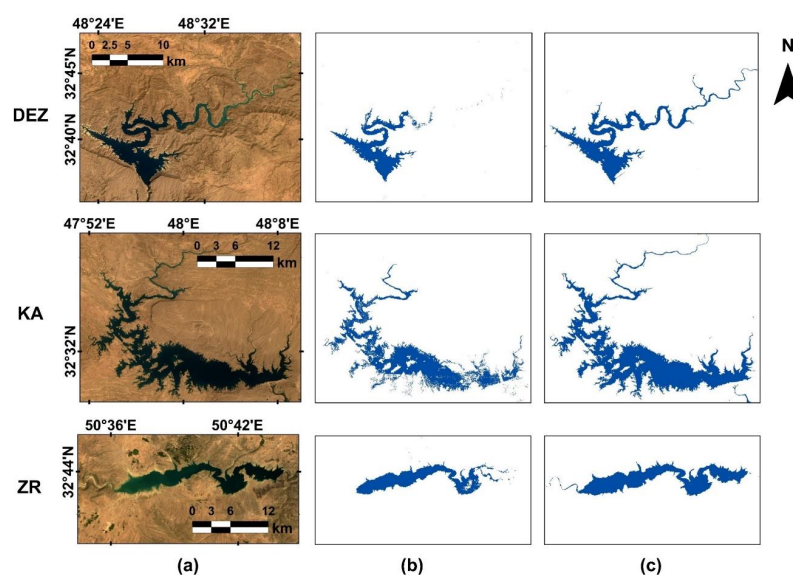 48°24'E 48°32'E
N
0 2.5 5 10
km
32°45'N
DEZ
32°40'N
47°52'E 48°E 48°8'E
0 3 6 12
km
KA
32°32'N
50°36'E 50°42'E
32°44'N
ZR
0 3 6 12
km
(a) (b) (c)